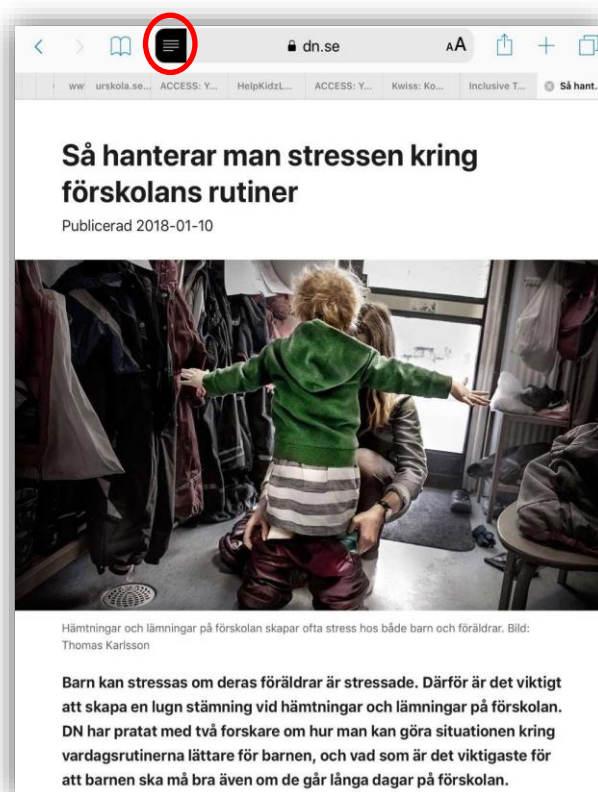 dn.se AA
ww urskola.se... ACCESS: Y... HelpKidzL... ACCESS: Y... Kwiss: Ko... Inclusive T... Så hant...
Så hanterar man stressen kring
förskolans rutiner
Publicerad 2018-01-10
Hämtningar och lämningar på förskolan skapar ofta stress hos både barn och föräldrar. Bild:
Thomas Karlsson
Barn kan stressas om deras föräldrar är stressade. Därför är det viktigt
att skapa en lugn stämning vid hämtningar och lämningar på förskolan.
DN har pratat med två forskare om hur man kan göra situationen kring
vardagsrutinerna lättare för barnen, och vad som är det viktigaste för
att barnen ska må bra även om de går långa dagar på förskolan.